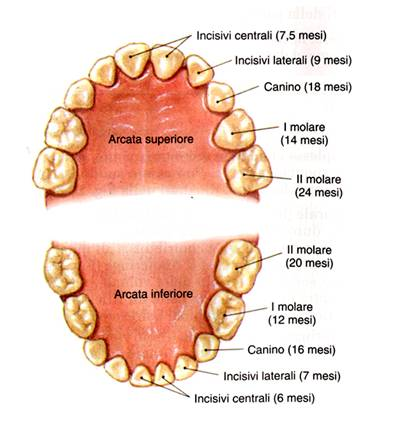 Incisivi centrali (7,5 mesi)
Incisivi laterali (9 mesi)
Canino (18 mesi)
I molare
(14 mesi)
Arcata superiore
II molare
(24 mesi)
II molare
(20 mesi)
Arcata inferiore
I molare
(12 mesi)
Canino (16 mesi)
Incisivi laterali (7 mesi)
Incisivi centrali (6 mesi)